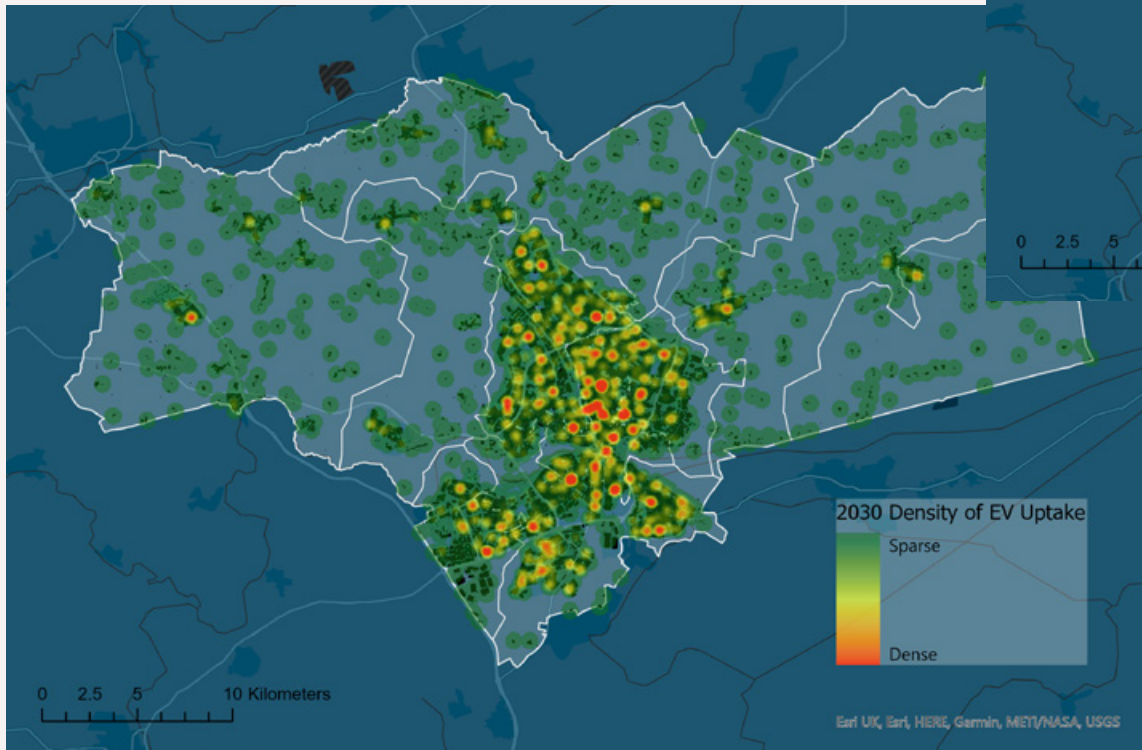 0 2.5 5
2030 Density of EV Uptake
Sparse
Dense
0 2.5 5 10 Kilometers
Esri UK, Esri, HERE, Garmin, METI/NASA, USGS